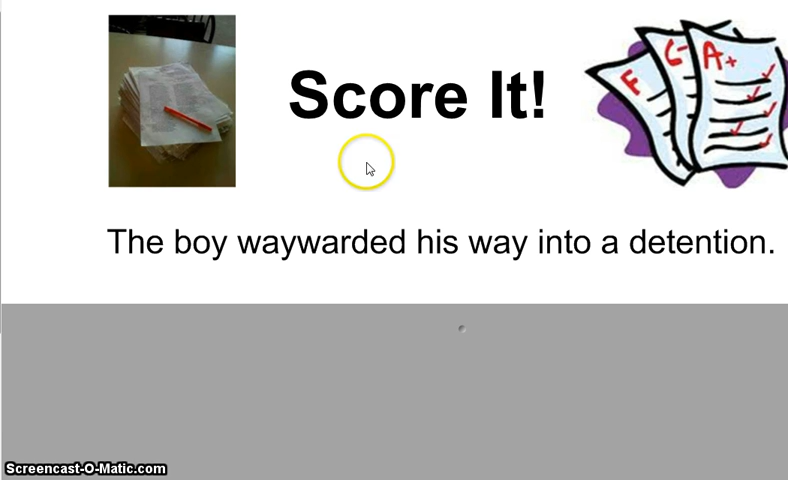 Score It!
F
C-
A+
The boy waywarded his way into a detention.
Screencast-O-Matic.com